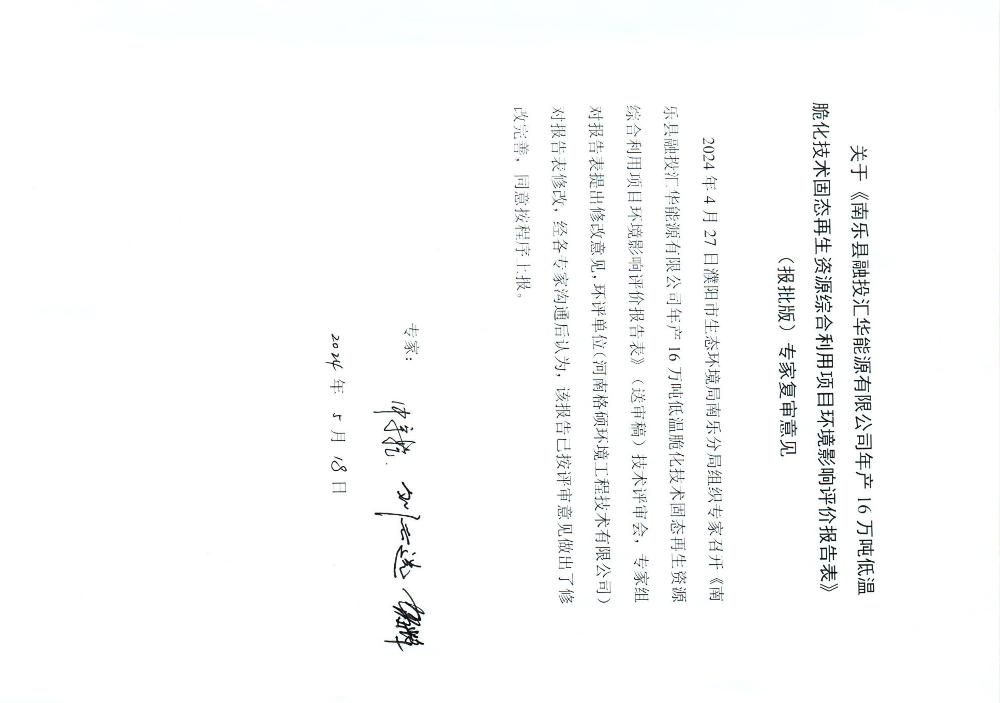 关于《南乐县融投汇华能源有限公司年产 16 万吨低温
脆化技术固态再生资源综合利用项目环境影响评价报告表》
（报批版）专家复审意见
2024 年 4 月 27 日濮阳市生态环境局南乐分局组织专家召开《南
乐县融投汇华能源有限公司年产 16 万吨低温脆化技术固态再生资源
综合利用项目环境影响评价报告表》（送审稿）技术评审会，专家组
对报告表提出修改意见，环评单位（河南格硕环境工程技术有限公司）
对报告表修改，经各专家沟通后认为，该报告已按评审意见做出了修
改完善，同意按程序上报。
专家：
2024 年 5 月 18 日